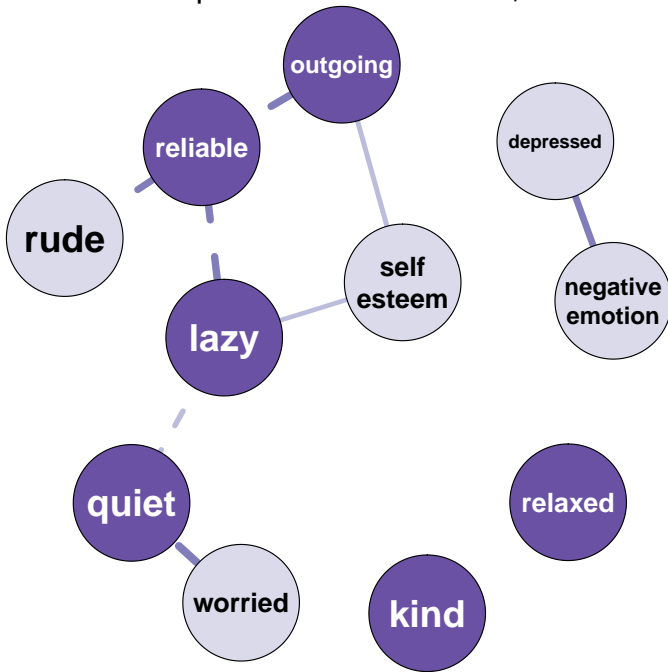 outgoing
reliable
depressed
rude
self
esteem
negative
emotion
lazy
quiet
relaxed
worried
kind